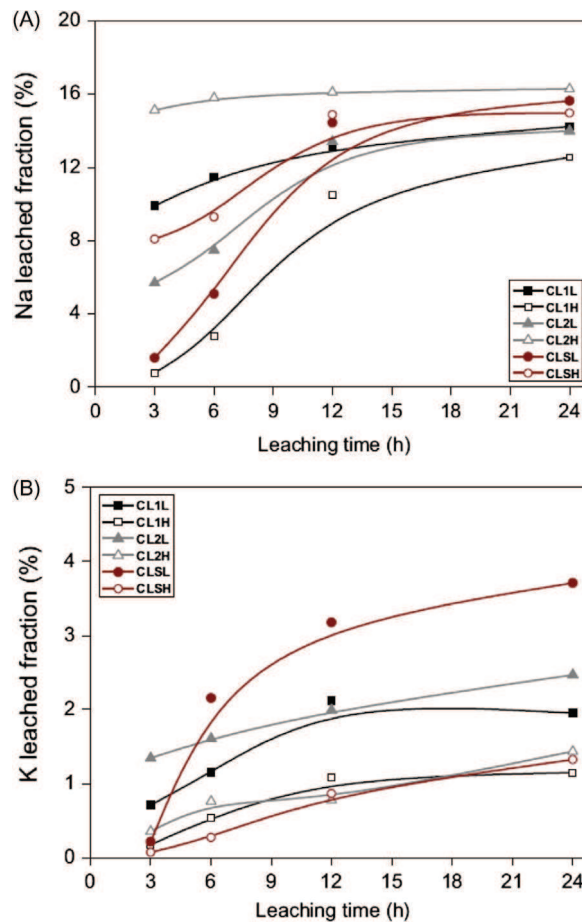 (A)
20
16
12
8
4
0
Na leached fraction (%)
CL1L
CL1H
CL2L
CL2H
CLSL
CLSH
0 3 6 9 12 15 18 21 24
Leaching time (h)
(B)
5
4
3
2
1
0
K leached fraction (%)
CL1L
CL1H
CL2L
CL2H
CLSL
CLSH
0 3 6 9 12 15 18 21 24
Leaching time (h)